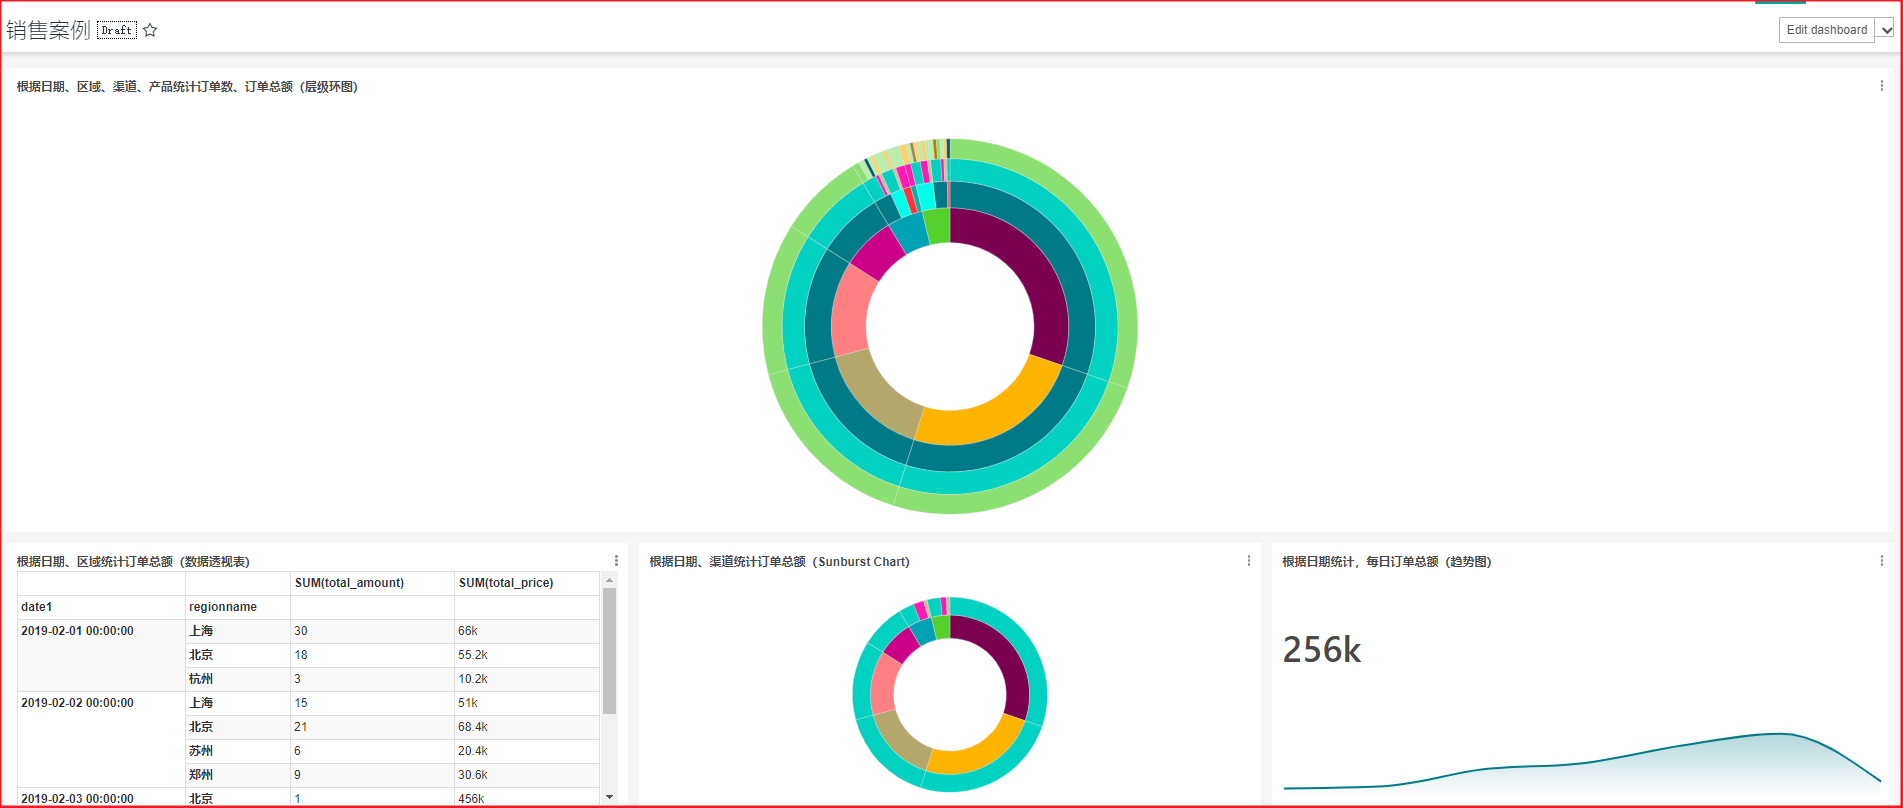 销售案例 Draft
Edit dashboard
根据日期、区域、渠道、产品统计订单数、订单总额（层级环图）
根据日期、区域统计订单总额（数据透视表）
SUM(total_amount) SUM(total_price)
date1 regionname
2019-02-01 00:00:00 上海 30 66k
北京 18 55.2k
杭州 3 10.2k
2019-02-02 00:00:00 上海 15 51k
北京 21 68.4k
苏州 6 20.4k
郑州 9 30.6k
2019-02-03 00:00:00 北京 1 456k
根据日期、渠道统计订单总额（Sunburst Chart）
根据日期统计，每日订单总额（趋势图）
256k